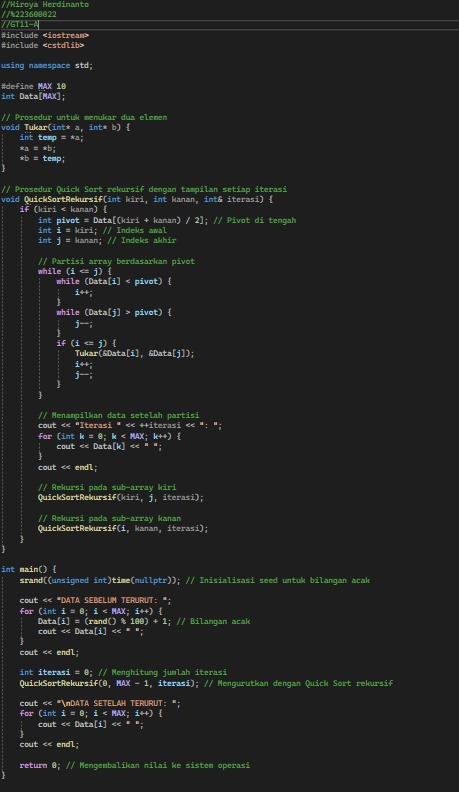 //Hiroya Herdinanto
//%223600022
//GT11-A
#include <iostream>
#include <cstdlib>

using namespace std;

#define MAX 10
int Data[MAX];

// Prosedur untuk menukar dua elemen
void Tukar(int* a, int* b) {
    int temp = *a;
    *a = *b;
    *b = temp;
}

// Prosedur Quick Sort rekursif dengan tampilan setiap iterasi
void QuickSortRekursif(int kiri, int kanan, int& iterasi) {
    if (kiri < kanan) {
        int pivot = Data[(kiri + kanan) / 2]; // Pivot di tengah
        int i = kiri; // Indeks awal
        int j = kanan; // Indeks akhir

        // Partisi array berdasarkan pivot
        while (i <= j) {
            while (Data[i] < pivot) {
                i++;
            }
            while (Data[j] > pivot) {
                j--;
            }
            if (i <= j) {
                Tukar(&Data[i], &Data[j]);
                i++;
                j--;
            }
        }

        // Menampilkan data setelah partisi
        cout << "Iterasi " << ++iterasi << ": ";
        for (int k = 0; k < MAX; k++) {
            cout << Data[k] << " ";
        }
        cout << endl;

        // Rekursi pada sub-array kiri
        QuickSortRekursif(kiri, j, iterasi);

        // Rekursi pada sub-array kanan
        QuickSortRekursif(i, kanan, iterasi);
    }
}

int main() {
    srand((unsigned int)time(nullptr)); // Inisialisasi seed untuk bilangan acak

    cout << "DATA SEBELUM TERURUT: ";
    for (int i = 0; i < MAX; i++) {
        Data[i] = (rand() % 100) + 1; // Bilangan acak
        cout << Data[i] << " ";
    }
    cout << endl;

    int iterasi = 0; // Menghitung jumlah iterasi
    QuickSortRekursif(0, MAX - 1, iterasi); // Mengurutkan dengan Quick Sort rekursif

    cout << "\nDATA SETELAH TERURUT: ";
    for (int i = 0; i < MAX; i++) {
        cout << Data[i] << " ";
    }
    cout << endl;

    return 0; // Mengembalikan nilai ke sistem operasi
}